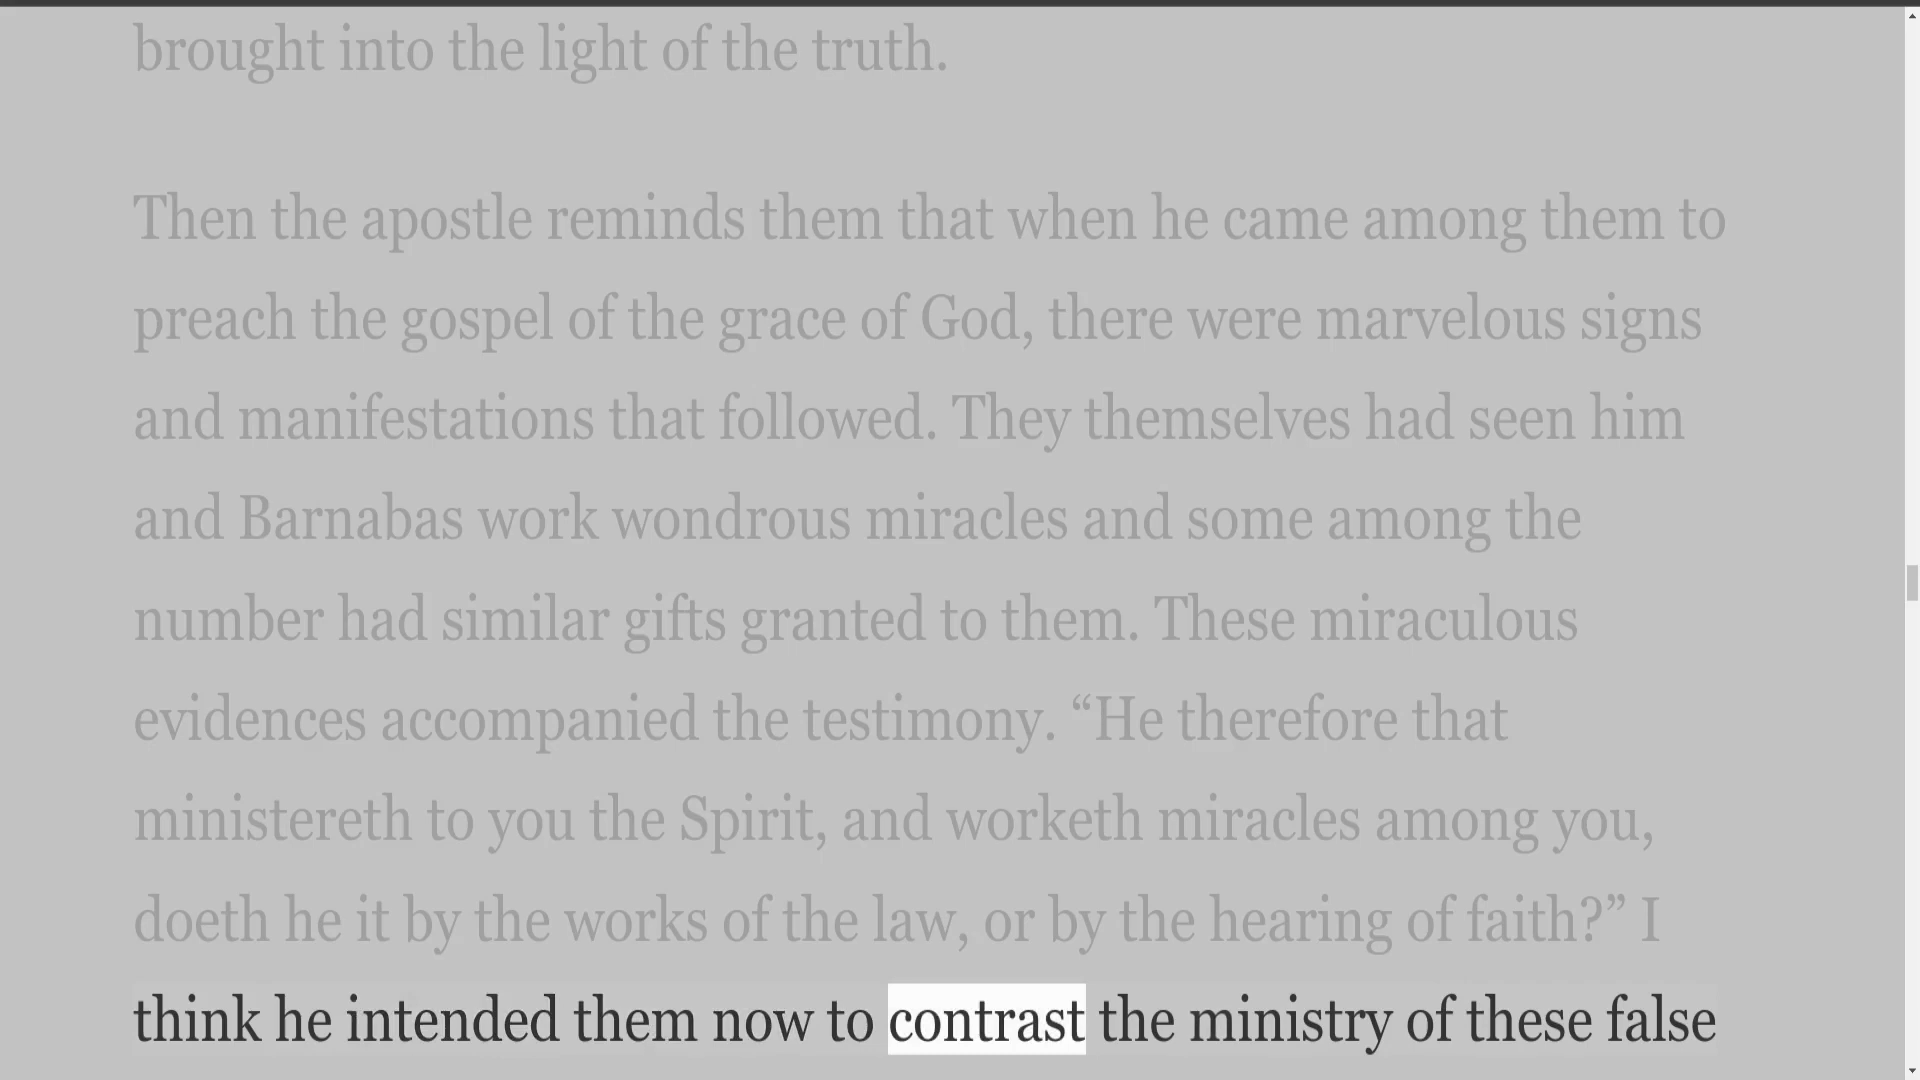 brought into the light of the truth.
Then the apostle reminds them that when he came among them to
preach the gospel of the grace of God, there were marvelous signs
and manifestations that followed. They themselves had seen him
and Barnabas work wondrous miracles and some among the
number had similar gifts granted to them. These miraculous
evidences accompanied the testimony. “He therefore that
ministereth to you the Spirit, and worketh miracles among you,
doeth he it by the works of the law, or by the hearing of faith?” I
think he intended them now to contrast the ministry of these false